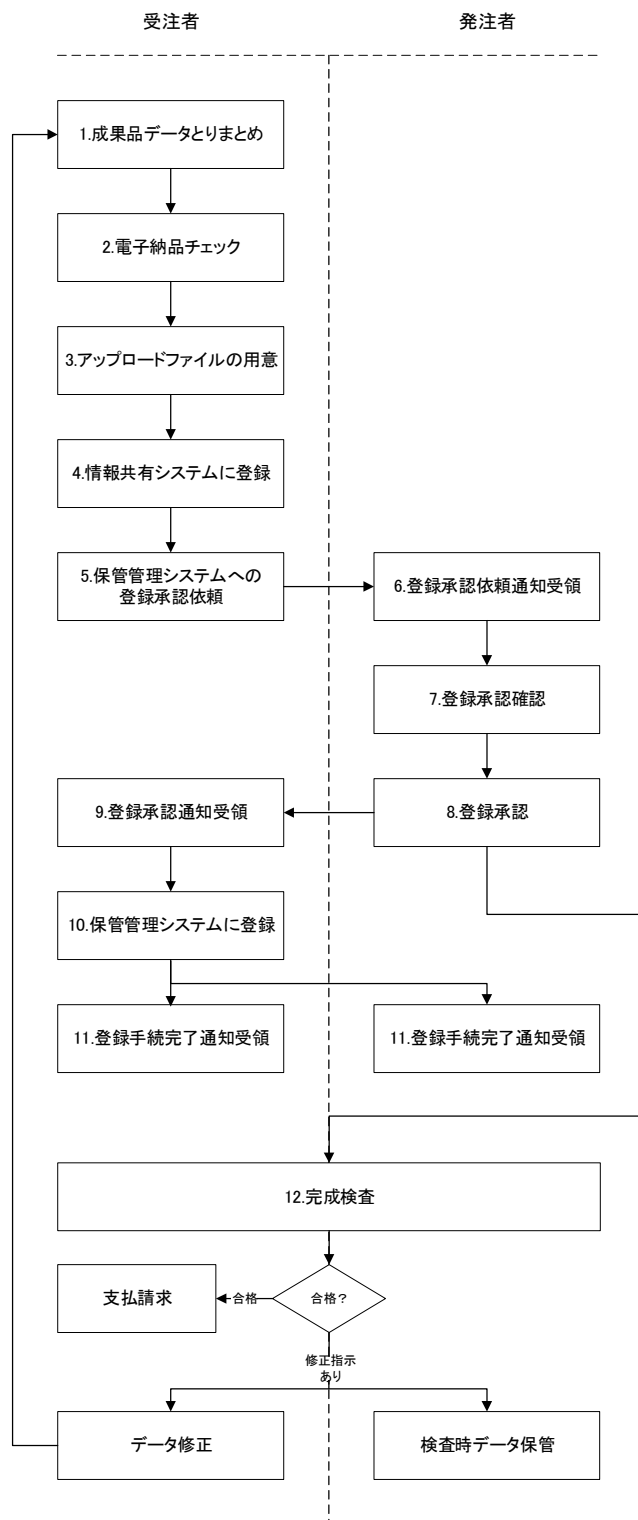 受注者
発注者
1.成果品データとりまとめ
2.電子納品チェック
3.アップロードファイルの用意
4.情報共有システムに登録
5.保管管理システムへの
登録承認依頼
6.登録承認依頼通知受領
7.登録承認確認
8.登録承認
9.登録承認通知受領
10.保管管理システムに登録
11.登録手続完了通知受領
11.登録手続完了通知受領
12.完成検査
合格?
合格
支払請求
修正指示
あり
データ修正
検査時データ保管